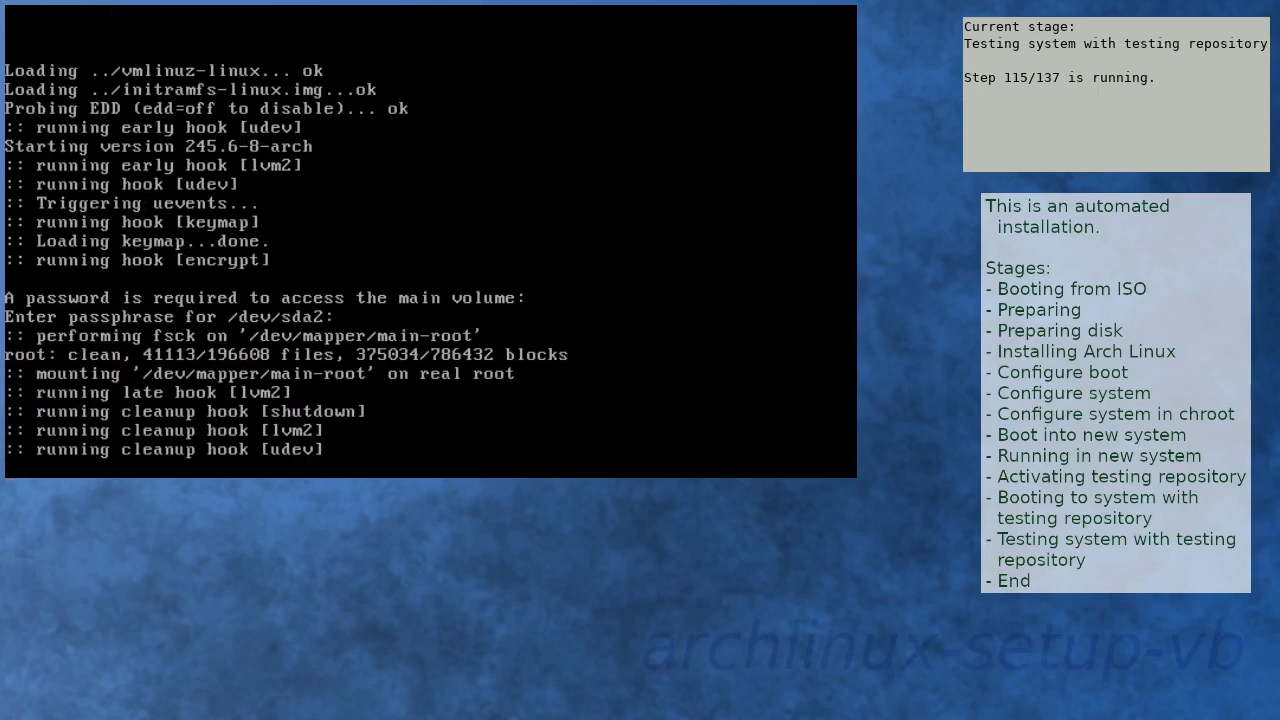 Loading ../vmlinuz-linux... ok
Loading ../initramfs-linux.img...ok
Probing EDD (edd=off to disable)... ok
:: running early hook [udev]
Starting version 245.6-8-arch
:: running early hook [lvm2]
:: running hook [udev]
:: Triggering uevents...
:: running hook [keymap]
:: Loading keymap...done.
:: running hook [encrypt]
A password is required to access the main volume:
Enter passphrase for /dev/sda2:
:: performing fsck on '/dev/mapper/main-root'
root: clean, 41113/196608 files, 375034/786432 blocks
:: mounting '/dev/mapper/main-root' on real root
:: running late hook [lvm2]
:: running cleanup hook [shutdown]
:: running cleanup hook [lvm2]
:: running cleanup hook [udev]
Current stage:
Testing system with testing repository
Step 115/137 is running.
This is an automated
installation.
Stages:
- Booting from ISO
- Preparing
- Preparing disk
- Installing Arch Linux
- Configure boot
- Configure system
- Configure system in chroot
- Boot into new system
- Running in new system
- Activating testing repository
- Booting to system with
testing repository
- Testing system with testing
repository
- End
archlinux-setup-vb